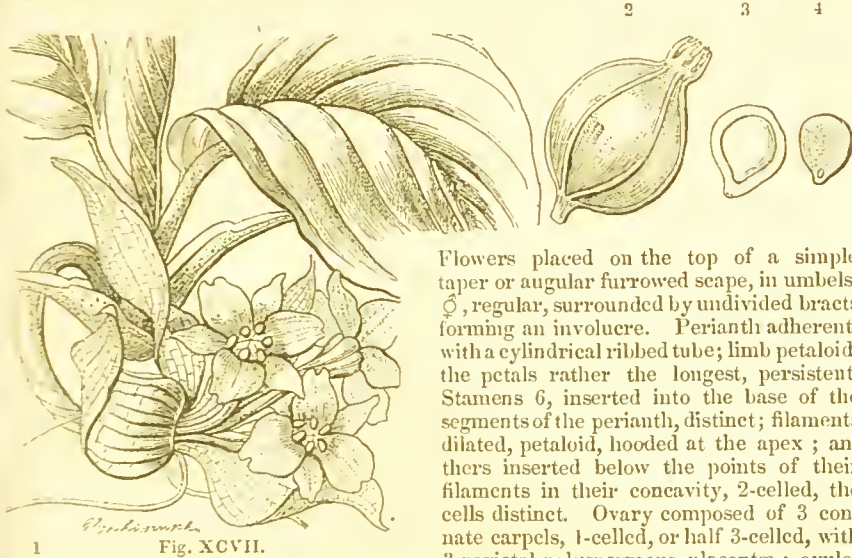 2 3 4
Flowers placed on the top of a simple
taper or angular furrowed scape, in umbels,
⚥, regular, surrounded by undivided bracts
forming an involucre. Perianth adherent,
with a cylindrical ribbed tube; limb petaloid,
the petals rather the longest, persistent.
Stamens 6, inserted into the base of the
segments of the perianth, distinct; filaments
dilated, petaloid, hooded at the apex; an-
thers inserted below the points of their
filaments in their concavity, 2-celled, the
cells distinct. Ovary composed of 3 con-
nate carpels, 1-celled, or half 3-celled, with
1 Fig. XCVII.